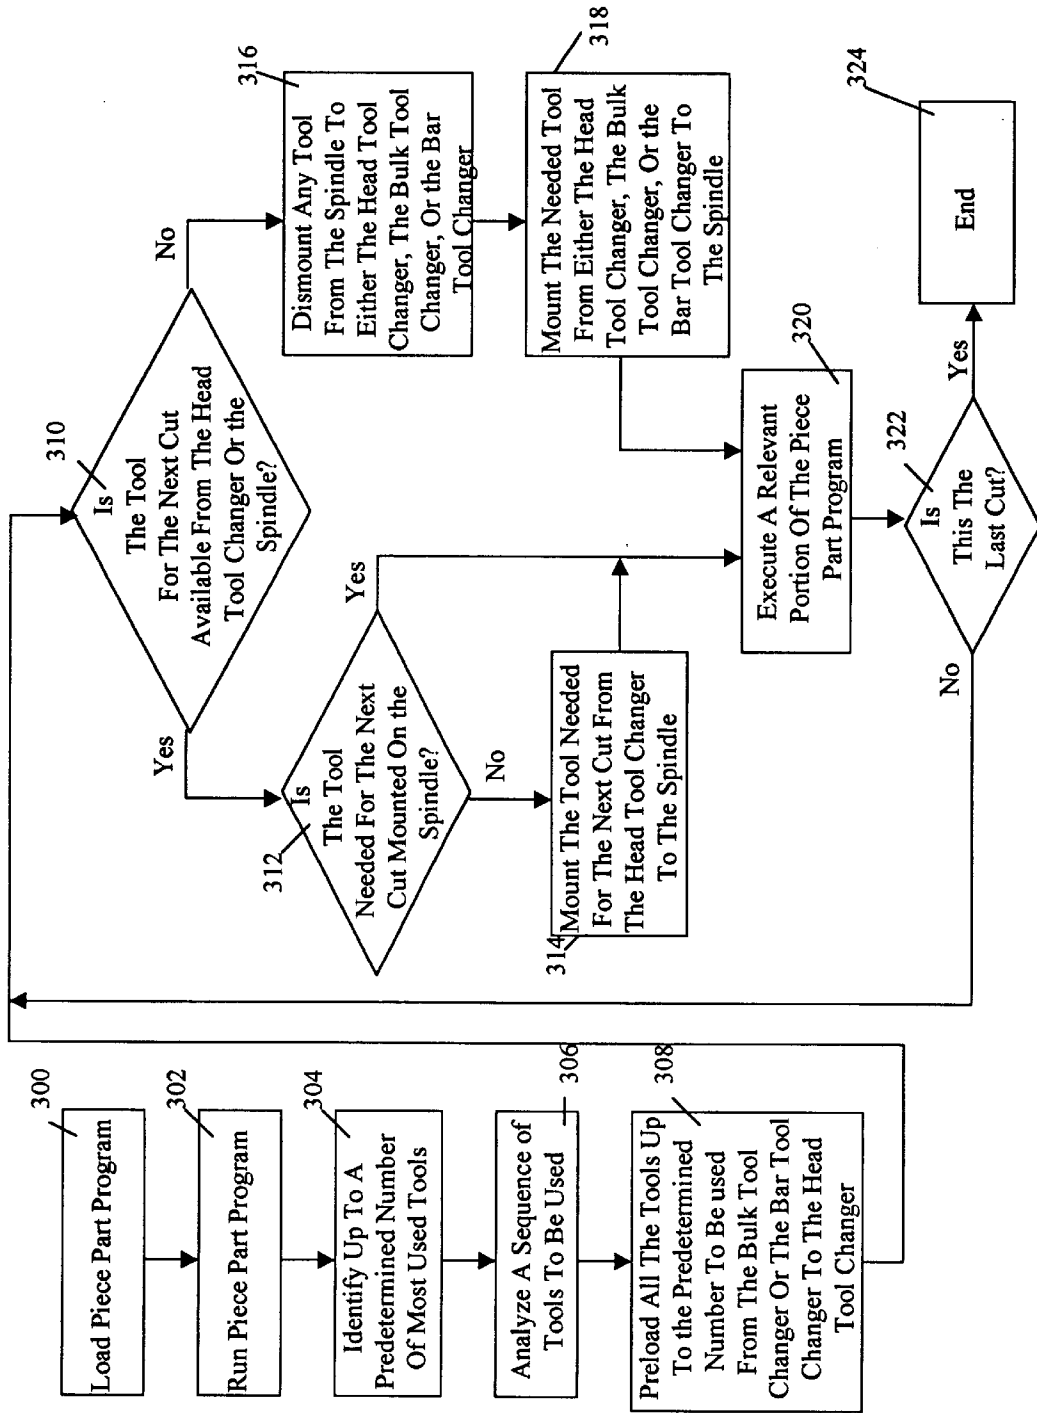 300
Load Piece Part Program
302
Run Piece Part Program
304
Identify Up To A
Predetermined Number
Of Most Used Tools
306
Analyze A Sequence of
Tools To Be Used
308
Preload All The Tools Up
To the Predetermined
Number To Be used
From The Bulk Tool
Changer Or The Bar Tool
Changer To The Head
Tool Changer
310
Is
The Tool
For The Next Cut
Available From The Head
Tool Changer Or the
Spindle?
Yes
No
312
Is
The Tool
Needed For The Next
Cut Mounted On the
Spindle?
Yes
No
314
Mount The Tool Needed
For The Next Cut From
The Head Tool Changer
To The Spindle
316
Dismount Any Tool
From The Spindle To
Either The Head Tool
Changer, The Bulk Tool
Changer, Or the Bar
Tool Changer
318
Mount The Needed Tool
From Either The Head
Tool Changer, The Bulk
Tool Changer, Or the
Bar Tool Changer To
The Spindle
320
Execute A Relevant
Portion Of The Piece
Part Program
322
Is
This The
Last Cut?
No
Yes
324
End